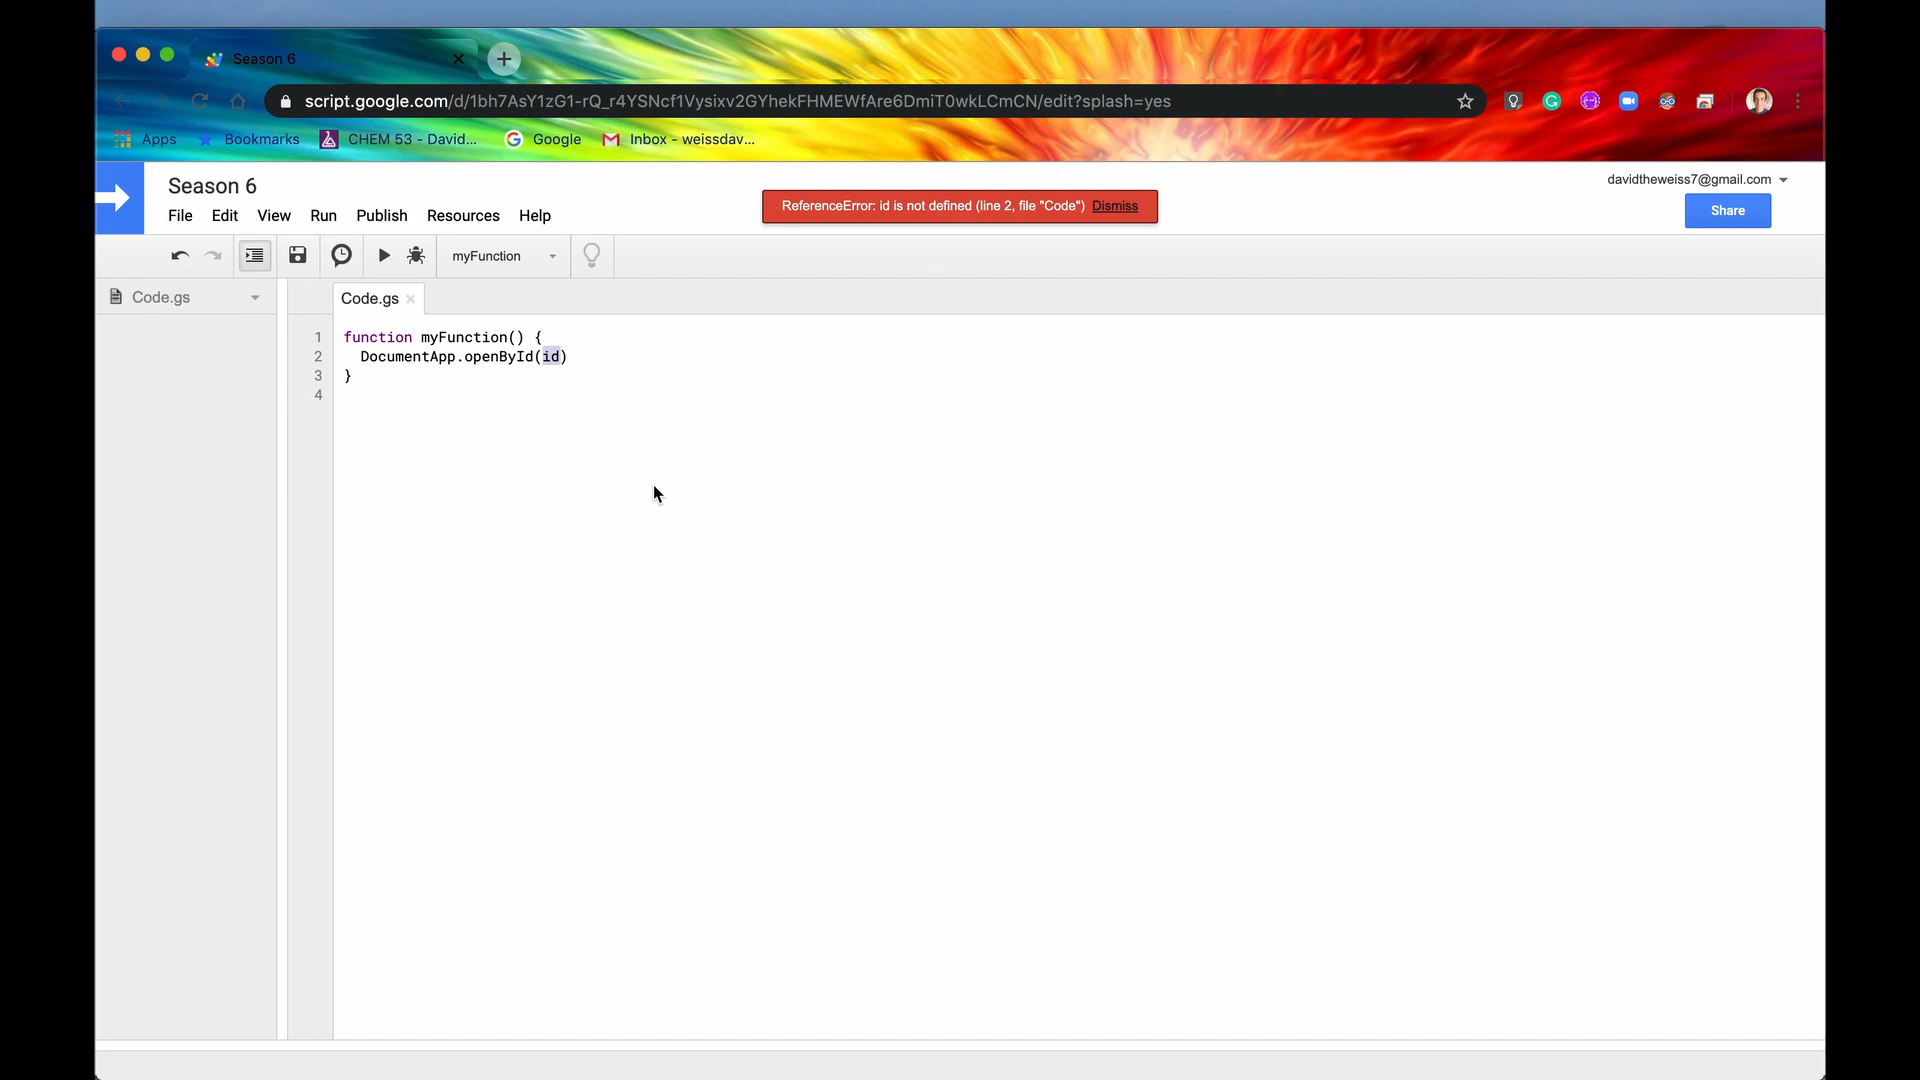 Season 6
script.google.com/d/1bh7AsY1zG1-rQ_r4YSNcf1Vysixv2GYhekFHMEWfAre6DmiT0wkLCmCN/edit?splash=yes
Apps Bookmarks CHEM 53 - David... Google Inbox - weissdav...
Season 6
davidtheweiss7@gmail.com
File Edit View Run Publish Resources Help
ReferenceError: id is not defined (line 2, file "Code") Dismiss
Share
myFunction
Code.gs
Code.gs
1 function myFunction() {
2 DocumentApp.openById(id)
3 }
4